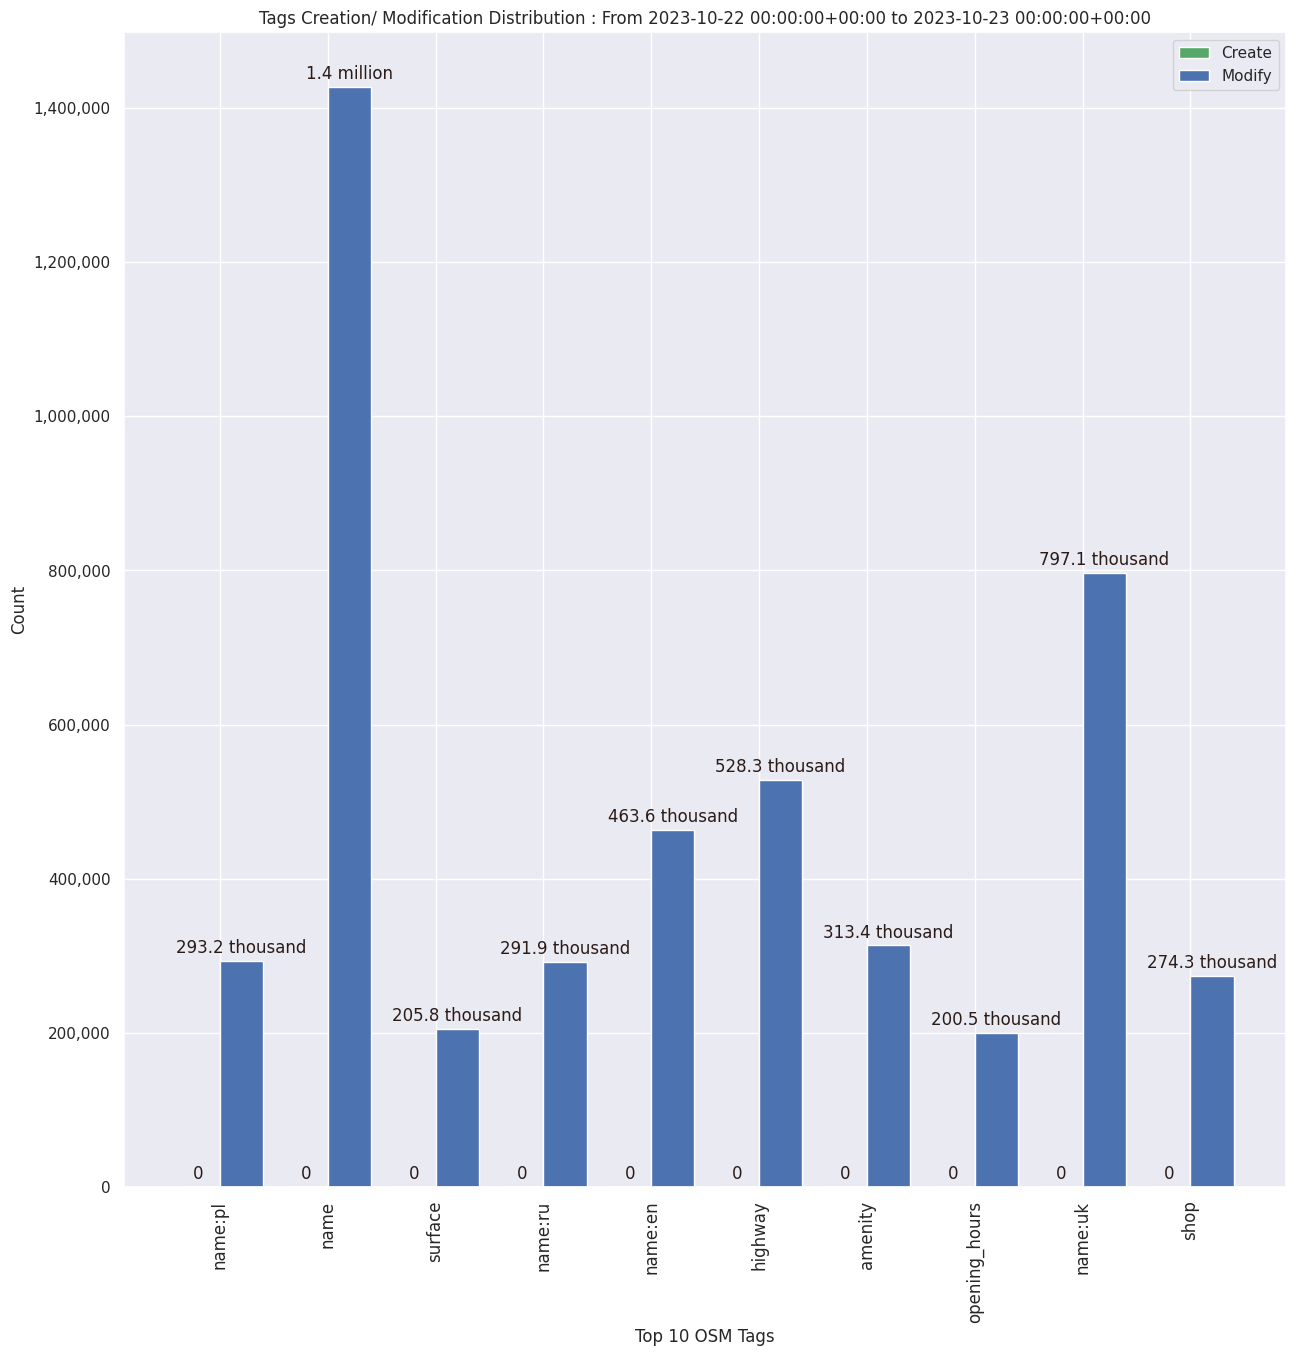 Tags Creation/ Modification Distribution : From 2023-10-22 00:00:00+00:00 to 2023-10-23 00:00:00+00:00
Create
Modify
1.4 million
1,400,000
1,200,000
1,000,000
800,000
797.1 thousand
Count
600,000
528.3 thousand
463.6 thousand
400,000
293.2 thousand
291.9 thousand
313.4 thousand
274.3 thousand
205.8 thousand
200.5 thousand
200,000
0 0 0 0 0 0 0 0 0 0
0
name:pl
name
surface
name:ru
name:en
highway
amenity
opening_hours
name:uk
shop
Top 10 OSM Tags